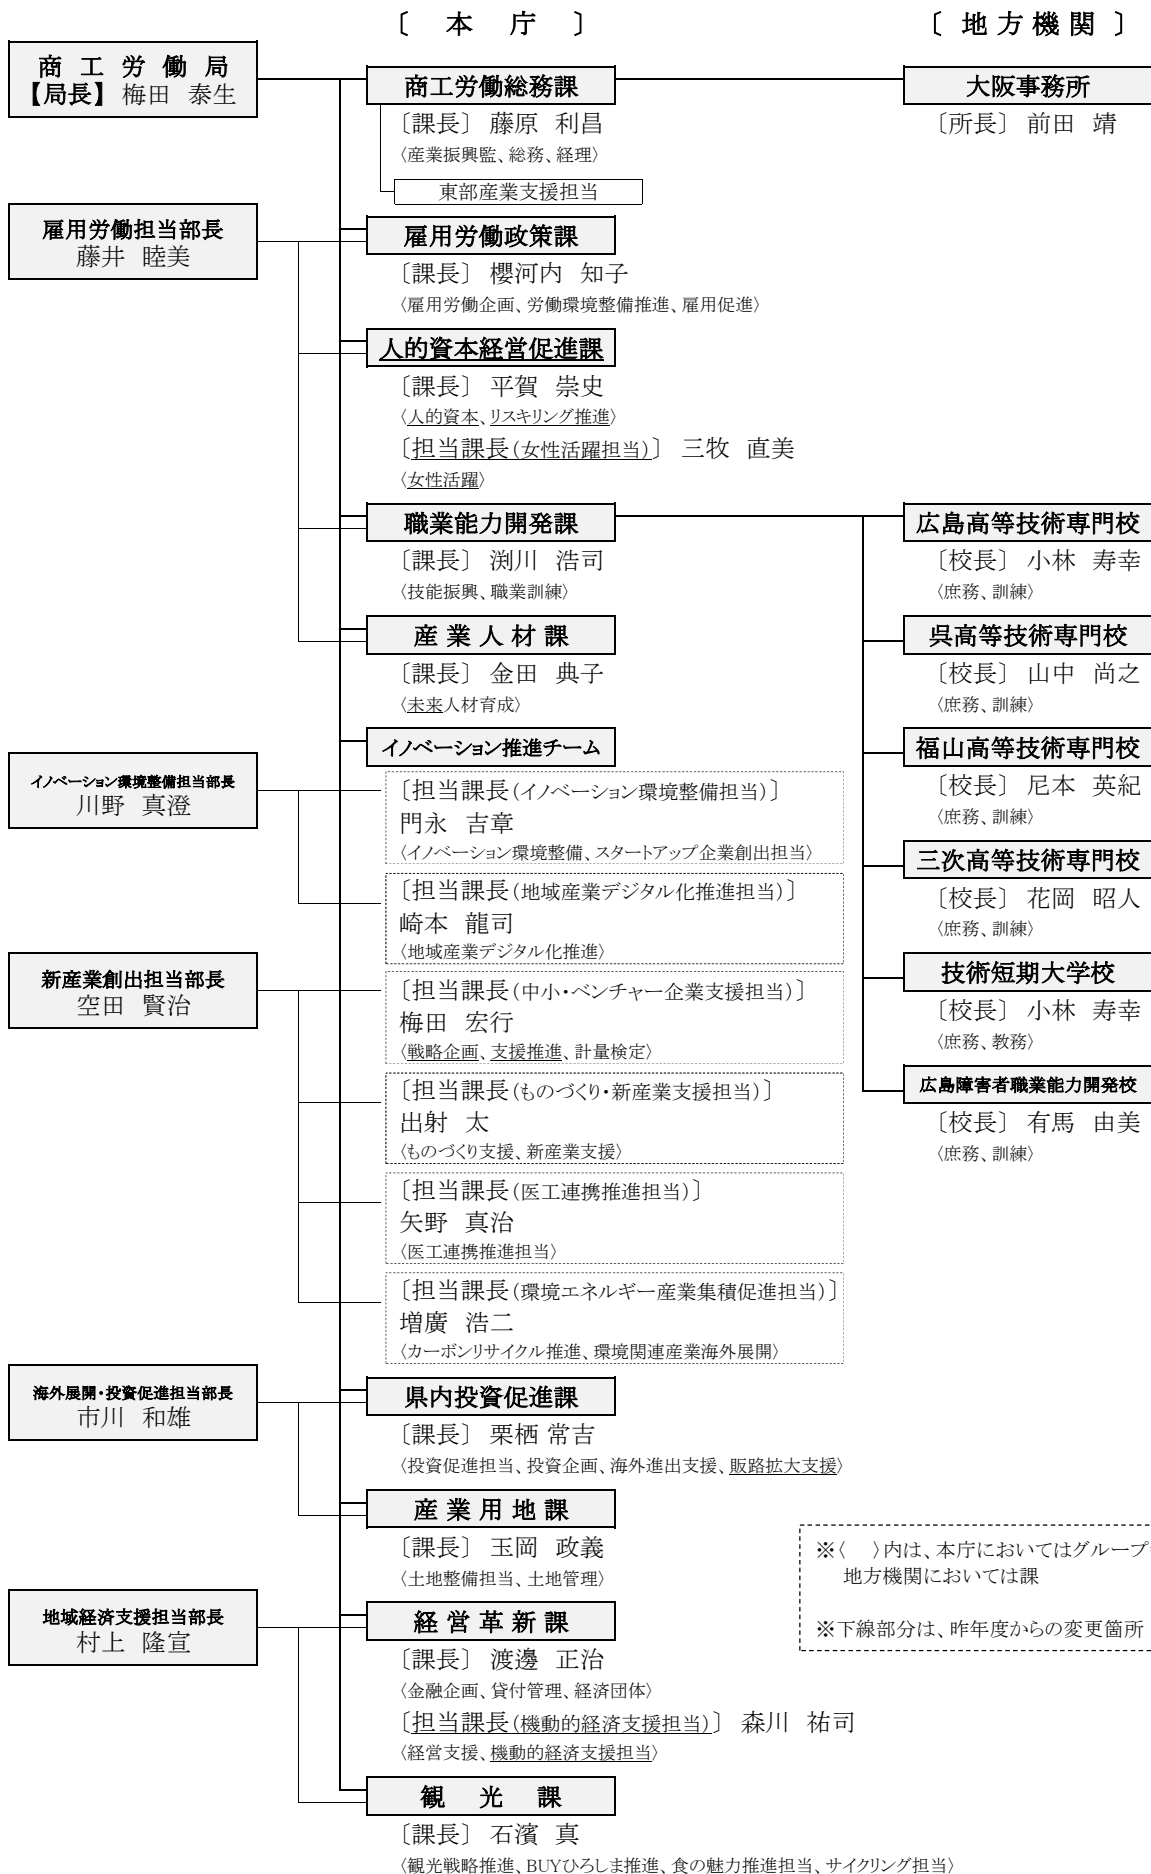 〔 本 庁 〕
〔 地 方 機 関 〕
商 工 労 働 局
【局長】 梅田 泰生
商工労働総務課
〔課長〕 藤原 利昌
〈産業振興監、総務、経理〉
東部産業支援担当
大阪事務所
〔所長〕 前田 靖
雇用労働担当部長
藤井 睦美
雇用労働政策課
〔課長〕 櫻河内 知子
〈雇用労働企画、労働環境整備推進、雇用促進〉
人的資本経営促進課
〔課長〕 平賀 崇史
〈人的資本、リスキリング推進〉
〔担当課長(女性活躍担当)〕 三牧 直美
〈女性活躍〉
職業能力開発課
〔課長〕 渕川 浩司
〈技能振興、職業訓練〉
広島高等技術専門校
〔校長〕 小林 寿幸
〈庶務、訓練〉
産 業 人 材 課
〔課長〕 金田 典子
〈未来人材育成〉
呉高等技術専門校
〔校長〕 山中 尚之
〈庶務、訓練〉
イノベーション推進チーム
福山高等技術専門校
〔校長〕 尼本 英紀
〈庶務、訓練〉
イノベーション環境整備担当部長
川野 真澄
〔担当課長(イノベーション環境整備担当)〕
門永 吉章
〈イノベーション環境整備、スタートアップ企業創出担当〉
三次高等技術専門校
〔校長〕 花岡 昭人
〈庶務、訓練〉
〔担当課長(地域産業デジタル化推進担当)〕
崎本 龍司
〈地域産業デジタル化推進〉
新産業創出担当部長
空田 賢治
〔担当課長(中小・ベンチャー企業支援担当)〕
梅田 宏行
〈戦略企画、支援推進、計量検定〉
技術短期大学校
〔校長〕 小林 寿幸
〈庶務、教務〉
〔担当課長(ものづくり・新産業支援担当)〕
出射 太
〈ものづくり支援、新産業支援〉
広島障害者職業能力開発校
〔校長〕 有馬 由美
〈庶務、訓練〉
〔担当課長(医工連携推進担当)〕
矢野 真治
〈医工連携推進担当〉
〔担当課長(環境エネルギー産業集積促進担当)〕
増廣 浩二
〈カーボンリサイクル推進、環境関連産業海外展開〉
海外展開・投資促進担当部長
市川 和雄
県内投資促進課
〔課長〕 栗栖 常吉
〈投資促進担当、投資企画、海外進出支援、販路拡大支援〉
産 業 用 地 課
〔課長〕 玉岡 政義
〈土地整備担当、土地管理〉
※〈 〉内は、本庁においてはグループ
地方機関においては課
※下線部分は、昨年度からの変更箇所
地域経済支援担当部長
村上 隆宣
経 営 革 新 課
〔課長〕 渡邊 正治
〈金融企画、貸付管理、経済団体〉
〔担当課長(機動的経済支援担当)〕 森川 祐司
〈経営支援、機動的経済支援担当〉
観 光 課
〔課長〕 石濱 真
〈観光戦略推進、BUYひろしま推進、食の魅力推進担当、サイクリング担当〉